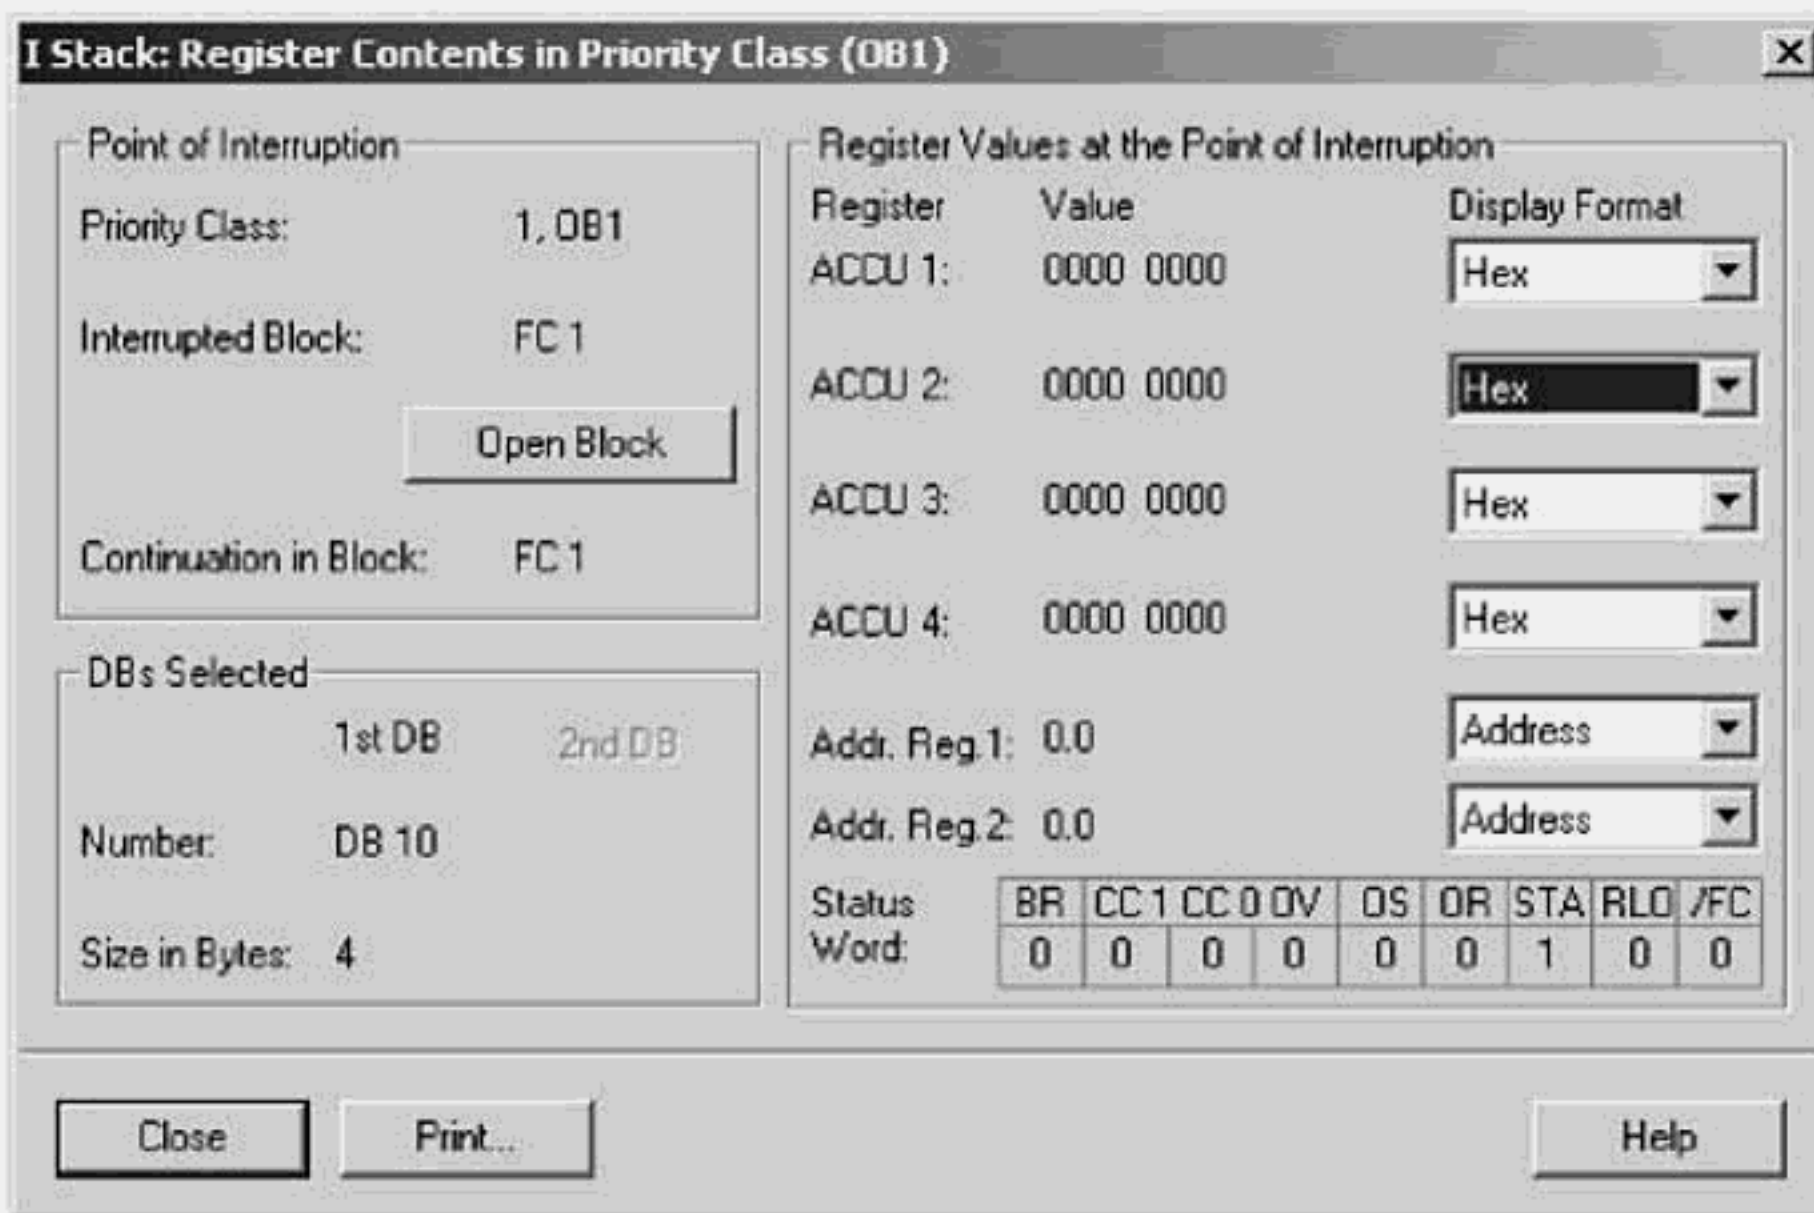 I Stack: Register Contents in Priority Class (OB1)
Point of Interruption
Priority Class: 1, OB1
Interrupted Block: FC 1
Open Block
Continuation in Block: FC 1
DBs Selected
1st DB 2nd DB
Number: DB 10
Size in Bytes: 4
Register Values at the Point of Interruption
Register Value Display Format
ACCU 1: 0000 0000 Hex
ACCU 2: 0000 0000 Hex
ACCU 3: 0000 0000 Hex
ACCU 4: 0000 0000 Hex
Addr. Reg.1: 0.0 Address
Addr. Reg.2: 0.0 Address
Status BR CC 1 CC 0 OV OS OR STA RLO /FC
Word: 0 0 0 0 0 0 1 0 0
Close Print... Help